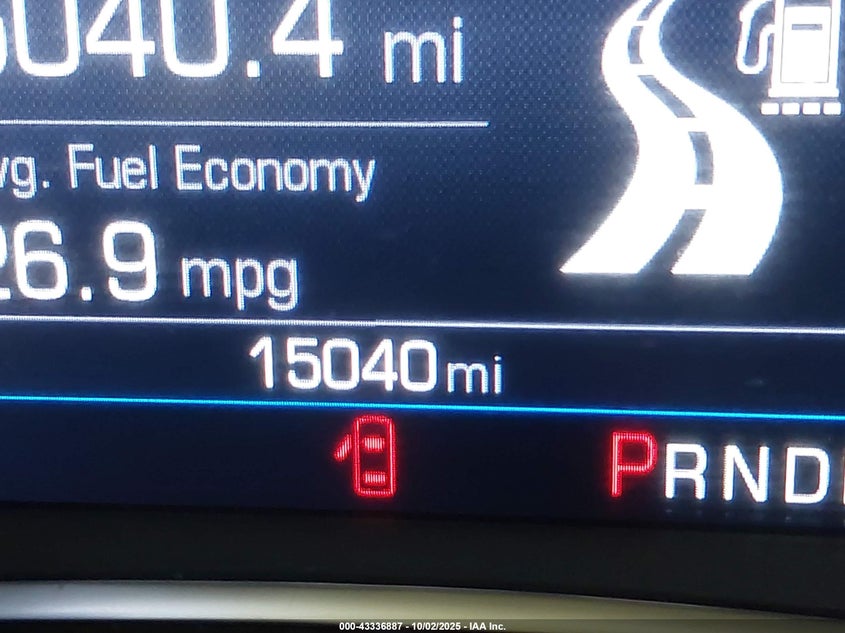 5040.4 mi
vg. Fuel Economy
26.9 mpg
15040 mi
PRND
000-43336887 - 10/02/2025 - IAA Inc.